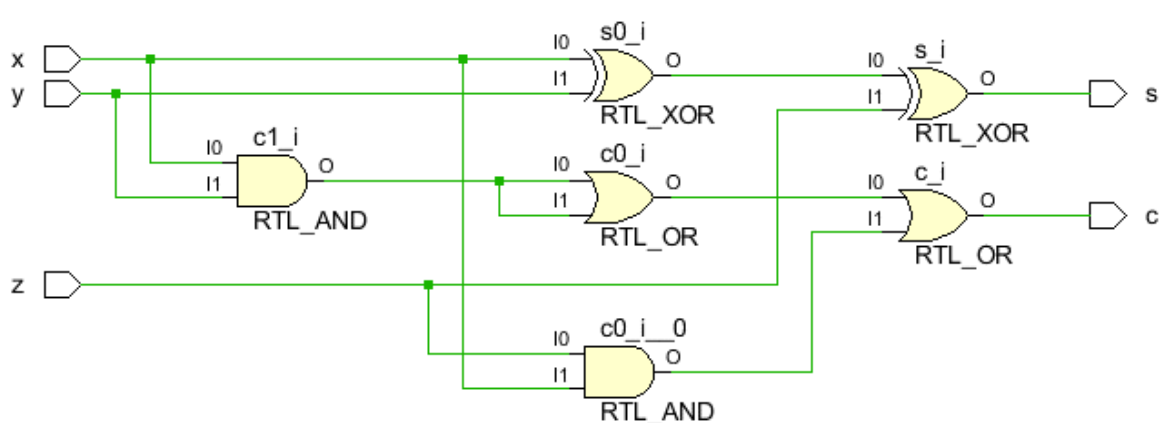 s0_i
x
I0
O
s_i
I0
O
y
I1
I1
s
RTL_XOR
RTL_XOR
c1_i
c0_i
I0
O
I0
O
c_i
I0
O
I1
I1
RTL_AND
I1
c
RTL_OR
RTL_OR
z
c0_i__0
I0
O
I1
RTL_AND